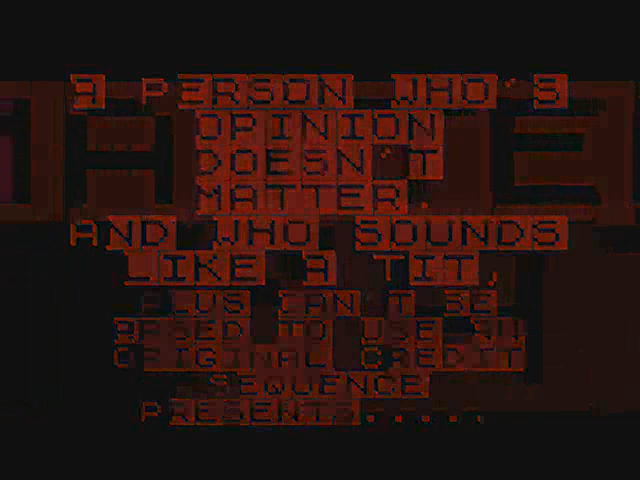 A PERSON WHO'S
OPINION
DOESN'T
MATTER.
AND WHO SOUNDS
LIKE A TIT,
PLUS CAN'T BE
ARSED TO USE AN
ORIGINAL CREDIT
SEQUENCE
PRESENTS.....